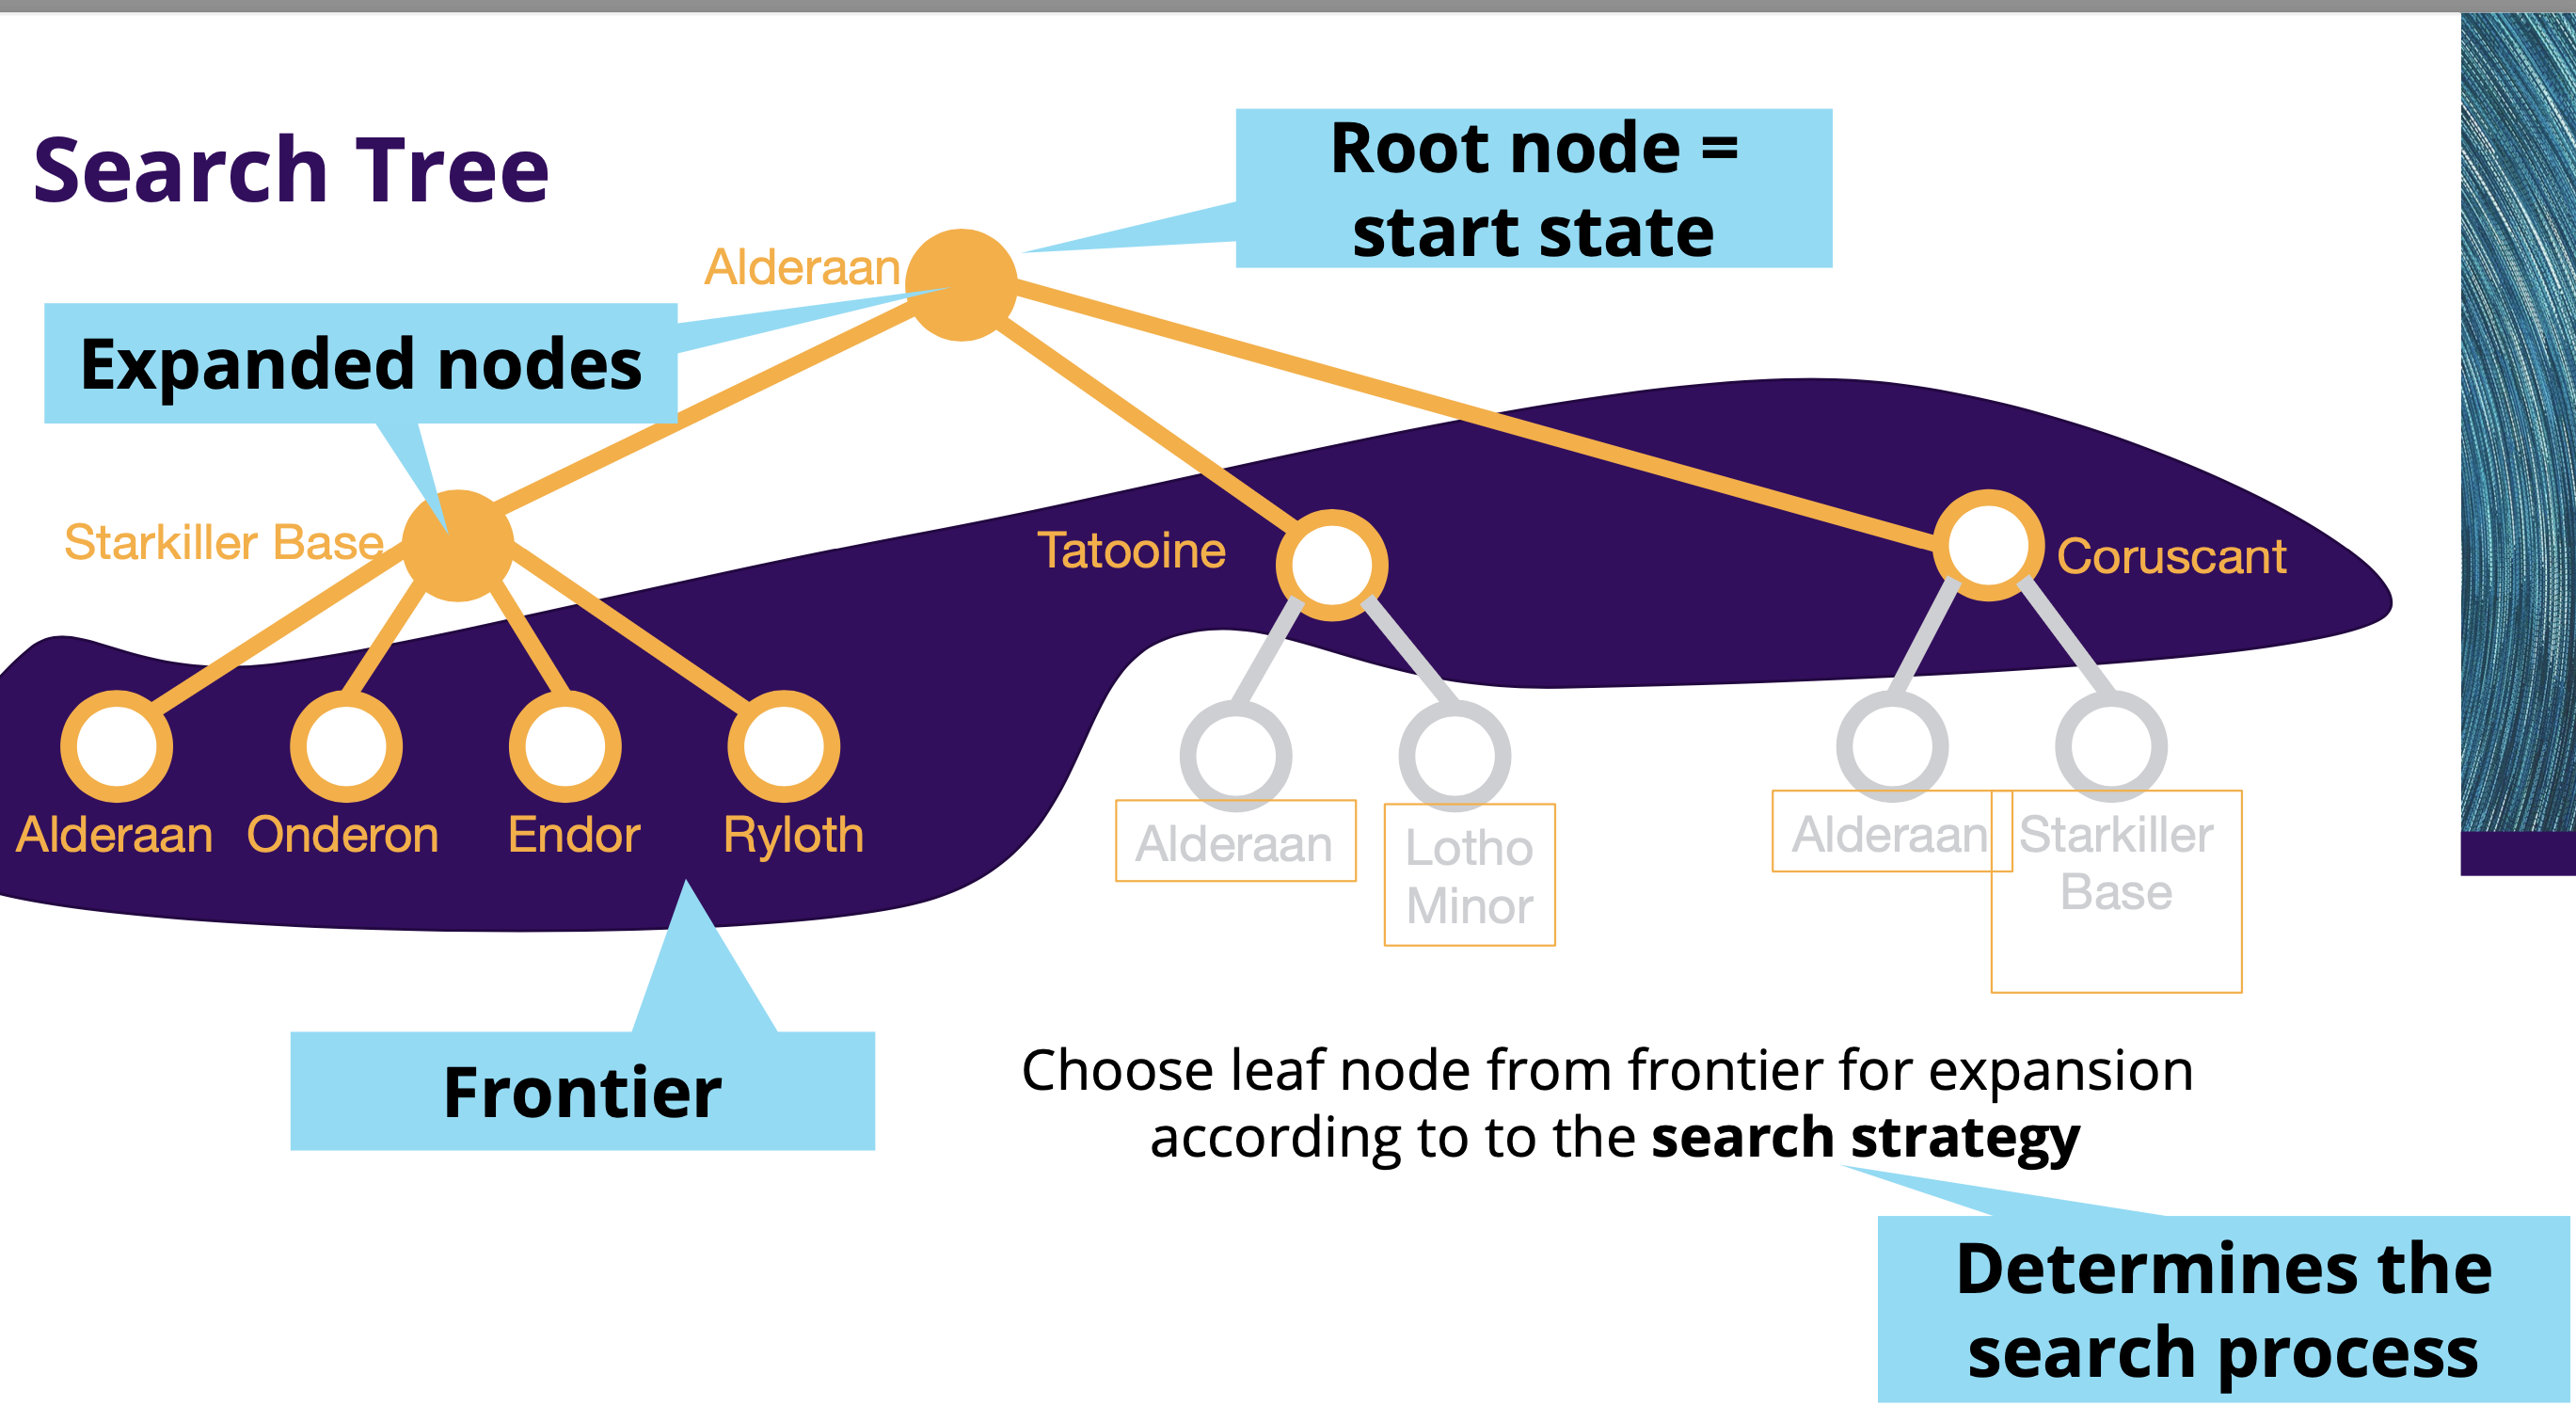 Search Tree
Root node =
start state
Alderaan
Expanded nodes
Starkiller Base
Tatooine
Coruscant
Alderaan
Onderon
Endor
Ryloth
Alderaan
Lotho
Minor
Alderaan
Starkiller
Base
Frontier
Choose leaf node from frontier for expansion
according to to the search strategy
Determines the
search process